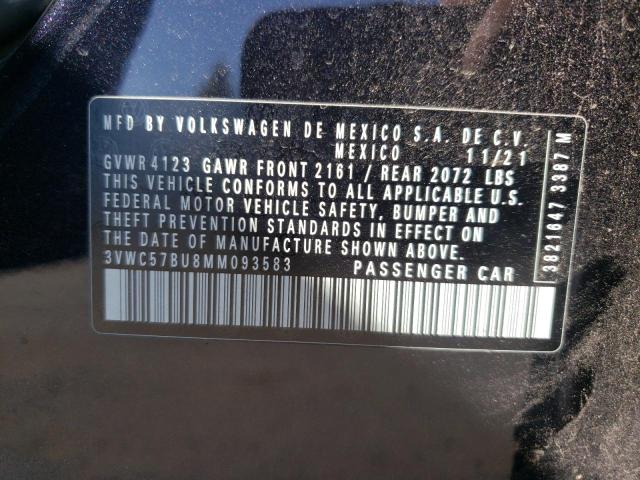 MFD BY VOLKSWAGEN DE MEXICO S.A. DE C.V.
MEXICO 11/21
GVWR 4123 GAWR FRONT 2161 / REAR 2072 LBS
THIS VEHICLE CONFORMS TO ALL APPLICABLE U.S.
FEDERAL MOTOR VEHICLE SAFETY, BUMPER AND
THEFT PREVENTION STANDARDS IN EFFECT ON
THE DATE OF MANUFACTURE SHOWN ABOVE.
3VWC57BU8MM093583 PASSENGER CAR
3821647 3387 M